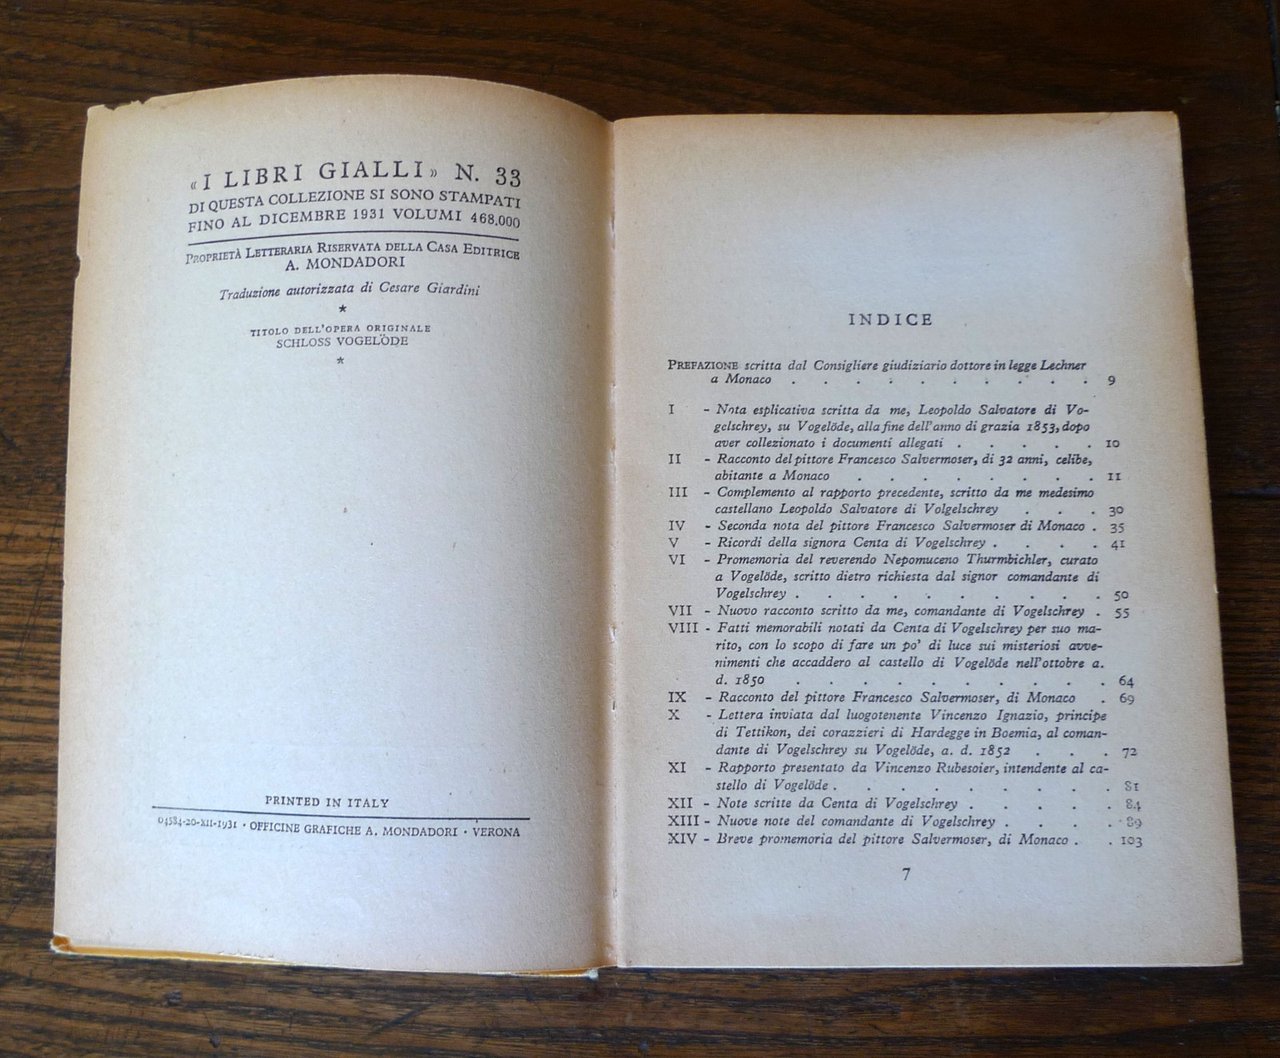 « I LIBRI GIALLI » N. 33
DI QUESTA COLLEZIONE SI SONO STAMPATI
FINO AL DICEMBRE 1931 VOLUMI 468.000
PROPRIETÀ LETTERARIA RISERVATA DELLA CASA EDITRICE
A. MONDADORI
Traduzione autorizzata di Cesare Giardini
*
TITOLO DELL'OPERA ORIGINALE
SCHLOSS VOGELÖDE
*
PRINTED IN ITALY
04584-20-XII-1931 · OFFICINE GRAFICHE A. MONDADORI · VERONA
INDICE
PREFAZIONE scritta dal Consigliere giudiziario dottore in legge Lechner
a Monaco . . . . . . . . . . 9
I - Nota esplicativa scritta da me, Leopoldo Salvatore di Vo-
gelschrey, su Vogelöde, alla fine dell'anno di grazia 1853, dopo
aver collezionato i documenti allegati . . . . . 10
II - Racconto del pittore Francesco Salvermoser, di 32 anni, celibe,
abitante a Monaco . . . . . . . . 11
III - Complemento al rapporto precedente, scritto da me medesimo
castellano Leopoldo Salvatore di Volgelschrey . . . 30
IV - Seconda nota del pittore Francesco Salvermoser di Monaco . 35
V - Ricordi della signora Centa di Vogelschrey . . . . 41
VI - Promemoria del reverendo Nepomuceno Thurmbichler, curato
a Vogelöde, scritto dietro richiesta dal signor comandante di
Vogelschrey . . . . . . . . . . 50
VII - Nuovo racconto scritto da me, comandante di Vogelschrey . 55
VIII - Fatti memorabili notati da Centa di Vogelschrey per suo ma-
rito, con lo scopo di fare un po' di luce sui misteriosi avve-
nimenti che accaddero al castello di Vogelöde nell'ottobre a.
d. 1850 . . . . . . . . . . 64
IX - Racconto del pittore Francesco Salvermoser, di Monaco . 69
X - Lettera inviata dal luogotenente Vincenzo Ignazio, principe
di Tettikon, dei corazzieri di Hardegge in Boemia, al coman-
dante di Vogelschrey su Vogelöde, a. d. 1852 . . . 72
XI - Rapporto presentato da Vincenzo Rubesoier, intendente al ca-
stello di Vogelöde . . . . . . . . . 81
XII - Note scritte da Centa di Vogelschrey . . . . . 84
XIII - Nuove note del comandante di Vogelschrey . . . . 89
XIV - Breve promemoria del pittore Salvermoser, di Monaco . . 103
7